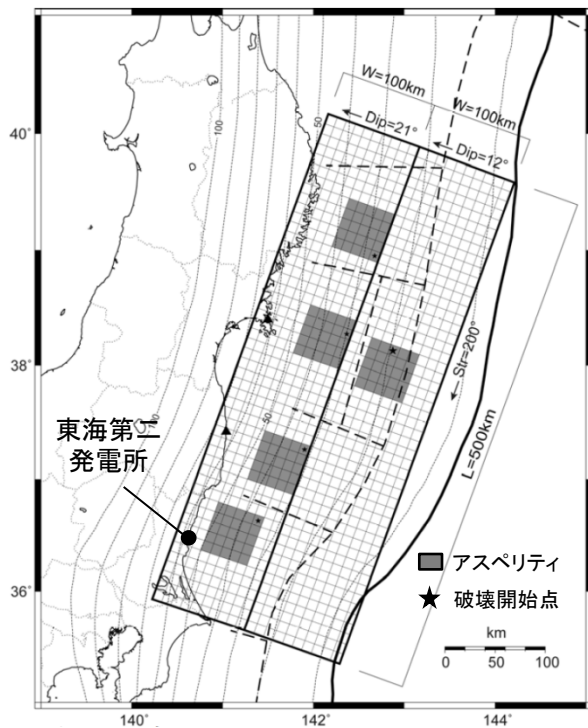 W=100km
W=100km
Dip=21°
Dip=12°
100
50
40°
38°
Str=200°
L=500km
50
東海第二
発電所
アスペリティ
36°
破壊開始点
km
0 50 100
140°
142°
144°